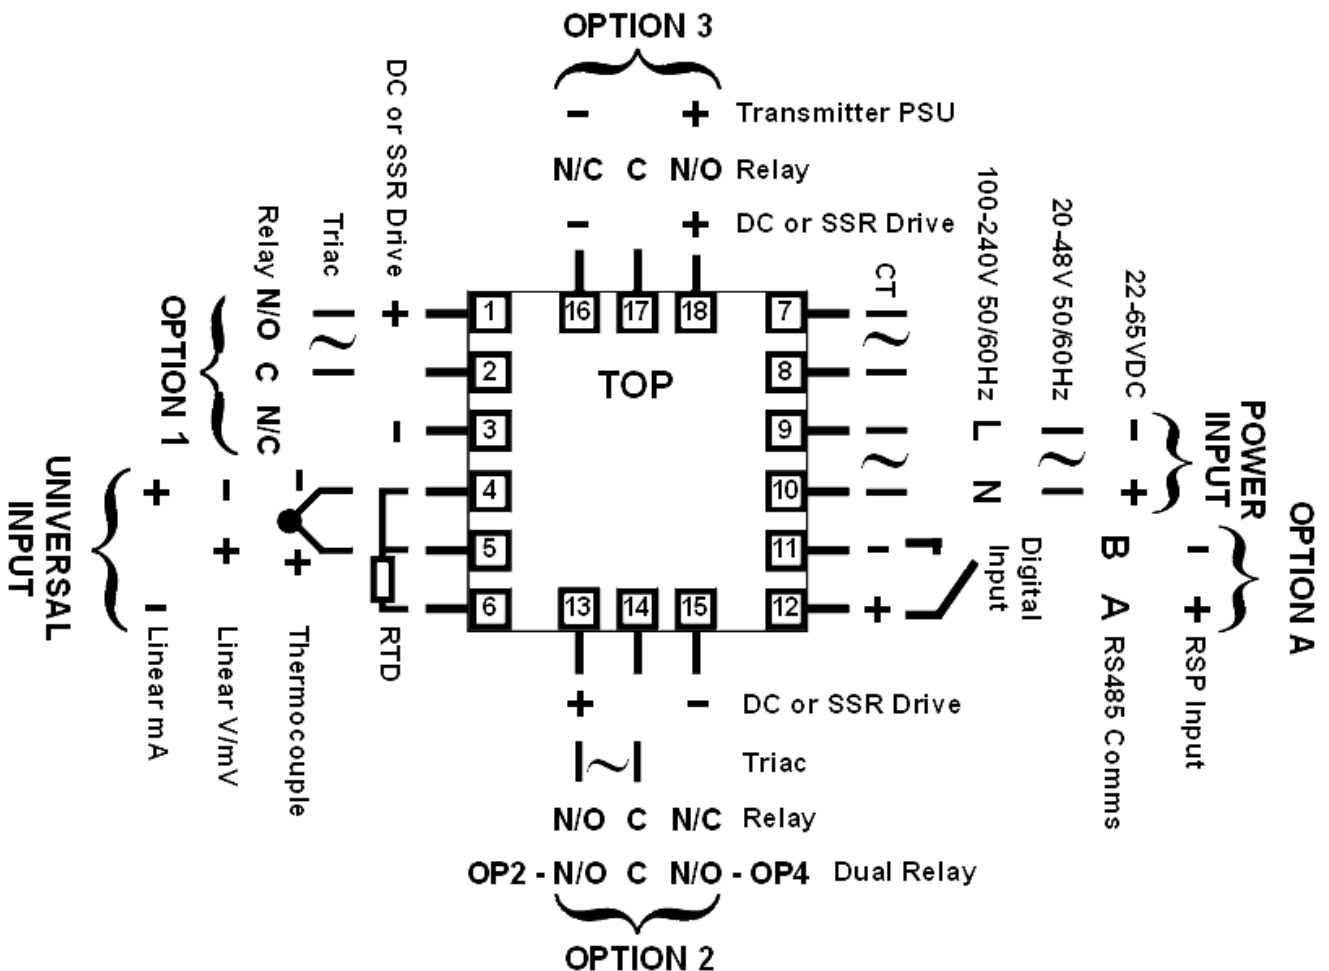 OPTION 3
- + Transmitter PSU
N/C C N/O Relay
- + DC or SSR Drive
DC or SSR Drive
+
-
Triac
~
Relay N/O C N/C
OPTION 1
UNIVERSAL
INPUT
+ - Linear mA
- + Linear V/mV
- + Thermocouple
RTD
1
2
3
4
5
6
16 17 18
TOP
13 14 15
7
8
9
10
11
12
CT
~
~
- +
100-240V 50/60Hz L N
20-48V 50/60Hz
~
22-65VDC - +
POWER
INPUT
OPTION A
Digital
Input
B A RS485 Comms
- + RSP Input
+ - DC or SSR Drive
~ Triac
N/O C N/C Relay
OP2 - N/O C N/O - OP4 Dual Relay
OPTION 2